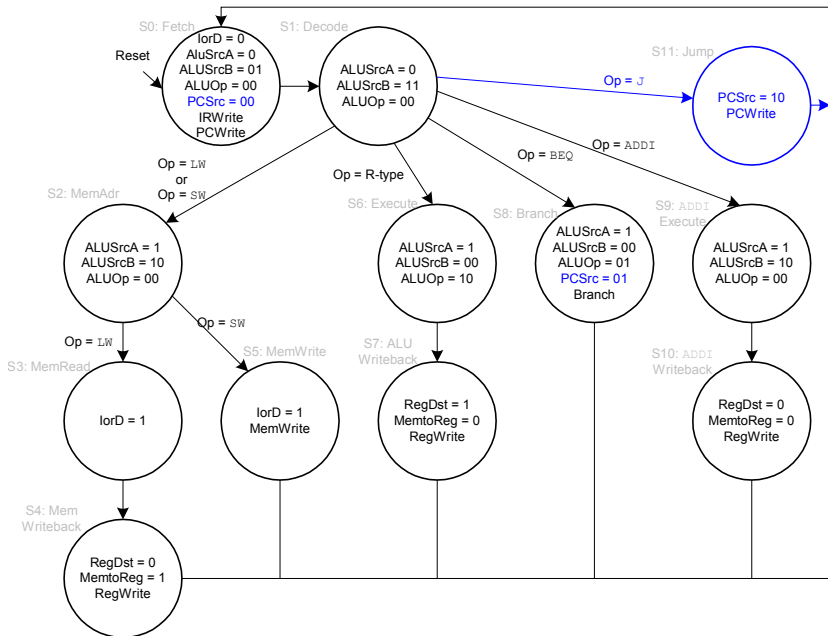 S0: Fetch
IorD = 0
AluSrcA = 0
ALUSrcB = 01
ALUOp = 00
PCSrc = 00
IRWrite
PCWrite
Reset
S1: Decode
ALUSrcA = 0
ALUSrcB = 11
ALUOp = 00
S11: Jump
PCSrc = 10
PCWrite
Op = J
Op = ADDI
Op = BEQ
Op = R-type
Op = LW
or
Op = SW
S2: MemAdr
ALUSrcA = 1
ALUSrcB = 10
ALUOp = 00
S6: Execute
ALUSrcA = 1
ALUSrcB = 00
ALUOp = 10
S8: Branch
ALUSrcA = 1
ALUSrcB = 00
ALUOp = 01
PCSrc = 01
Branch
S9: ADDI
Execute
ALUSrcA = 1
ALUSrcB = 10
ALUOp = 00
Op = LW
Op = SW
S3: MemRead
IorD = 1
S5: MemWrite
IorD = 1
MemWrite
S7: ALU
Writeback
RegDst = 1
MemtoReg = 0
RegWrite
S10: ADDI
Writeback
RegDst = 0
MemtoReg = 0
RegWrite
S4: Mem
Writeback
RegDst = 0
MemtoReg = 1
RegWrite